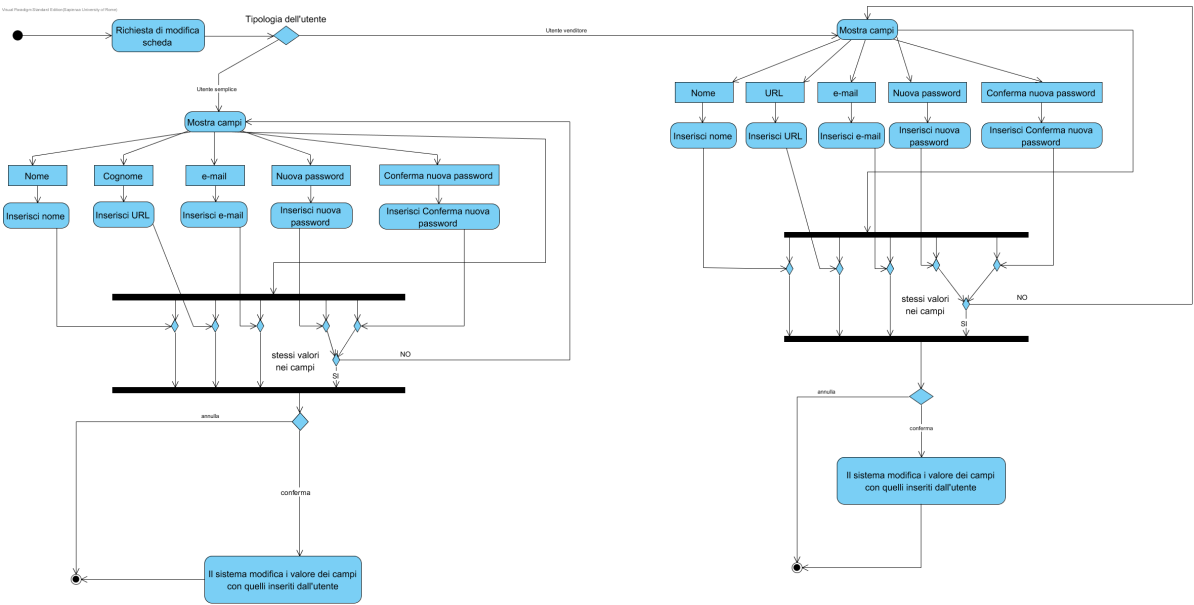 Visual Paradigm Standard Edition(Sapienza University of Rome)
Richiesta di modifica
scheda
Tipologia dell'utente
Utente venditore
Utente semplice
Mostra campi
Nome
Cognome
e-mail
Nuova password
Conferma nuova password
Inserisci nome
Inserisci URL
Inserisci e-mail
Inserisci nuova
password
Inserisci Conferma nuova
password
stessi valori
nei campi
NO
SI
annulla
conferma
Il sistema modifica i valore dei campi
con quelli inseriti dall'utente
Mostra campi
Nome
URL
e-mail
Nuova password
Conferma nuova password
Inserisci nome
Inserisci URL
Inserisci e-mail
Inserisci nuova
password
Inserisci Conferma nuova
password
stessi valori
nei campi
NO
SI
annulla
conferma
Il sistema modifica i valore dei campi
con quelli inseriti dall'utente